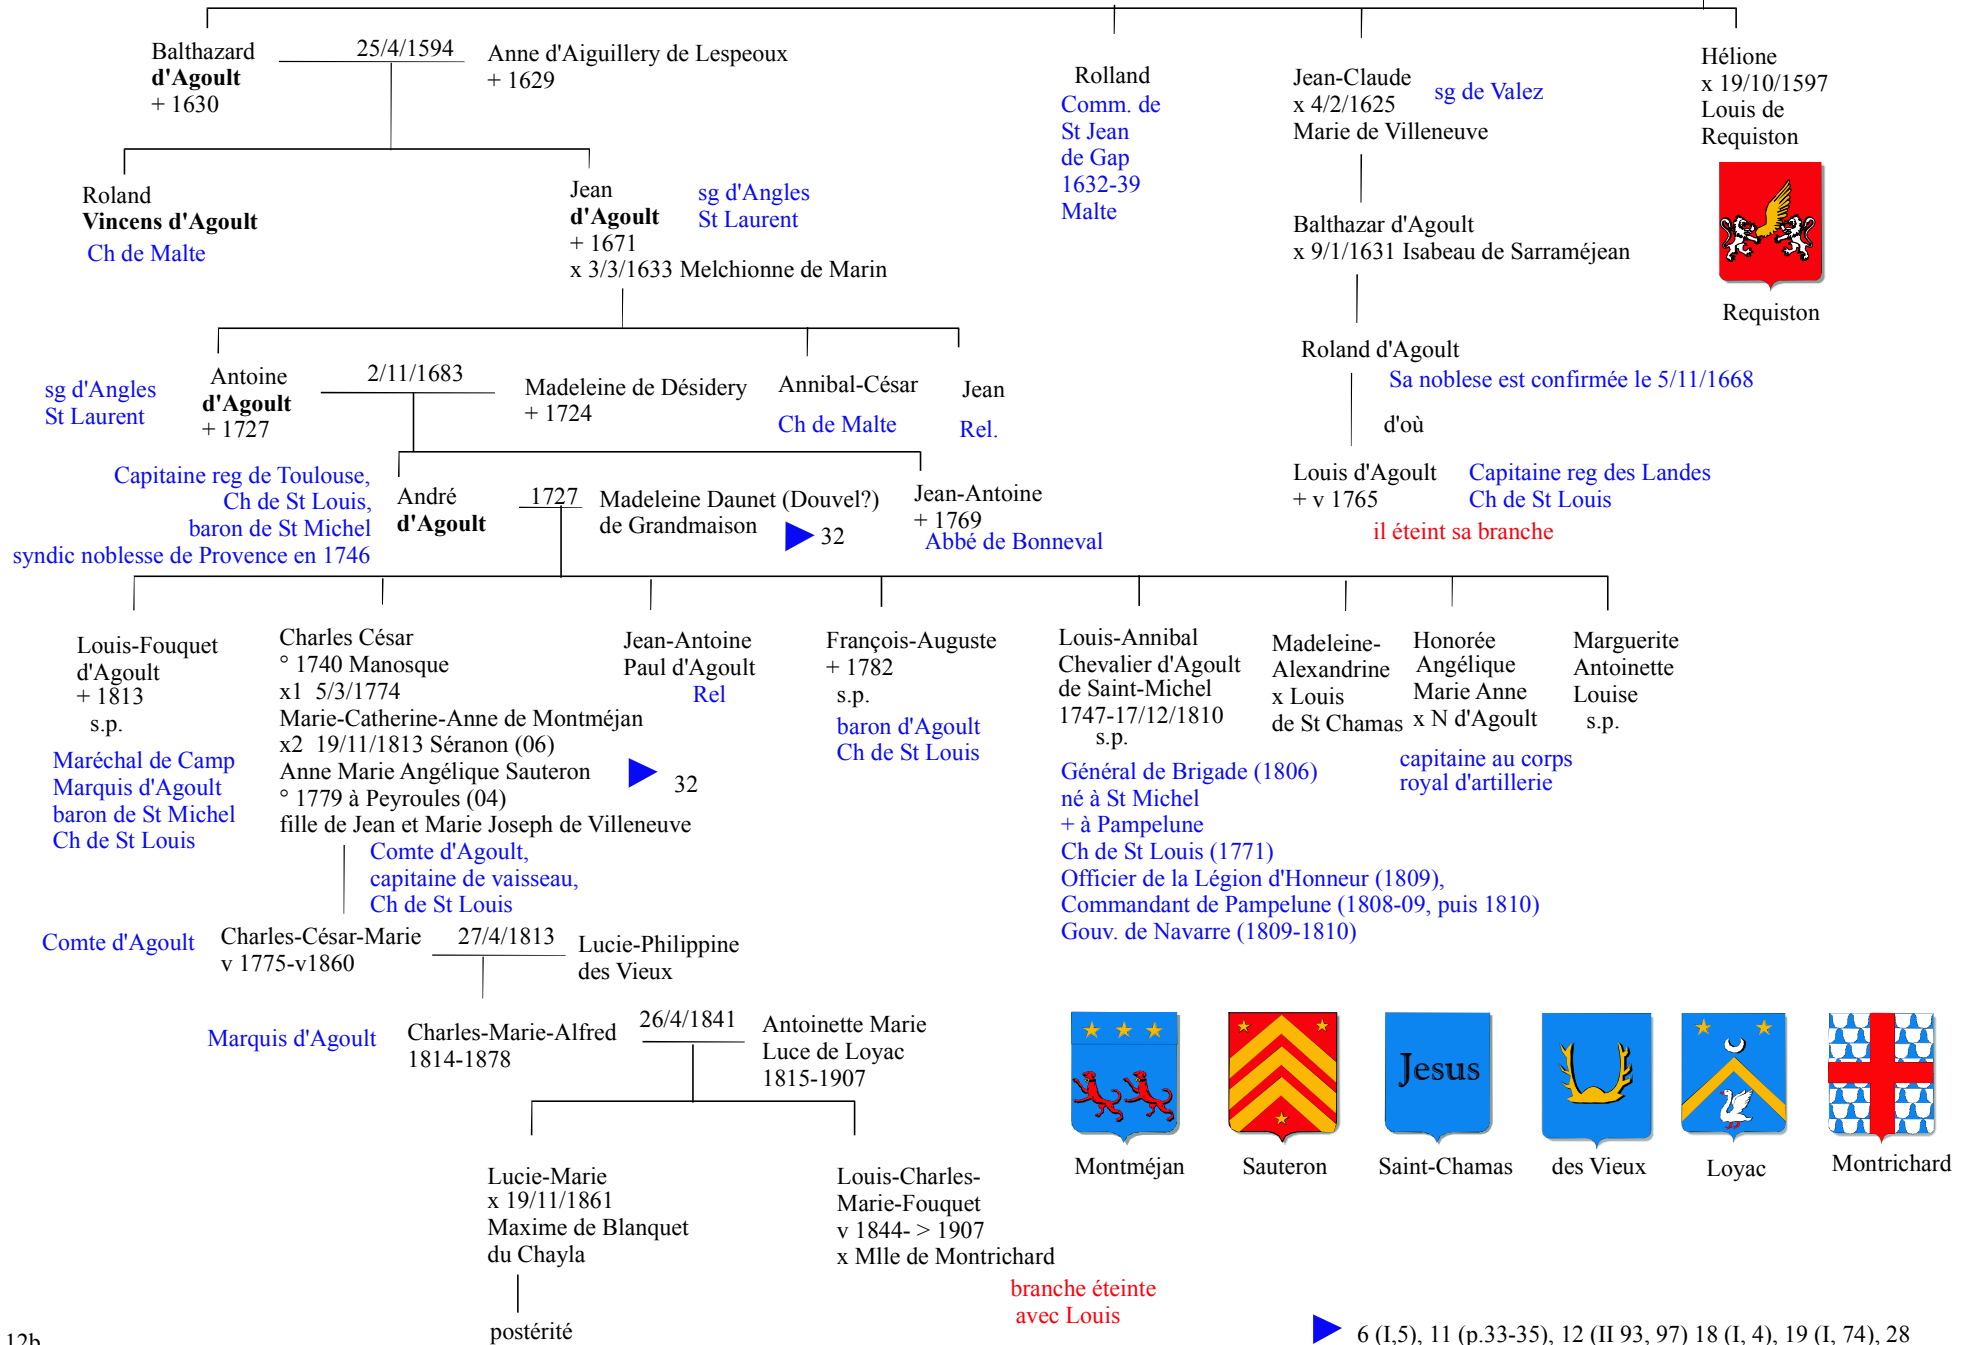 Balthazard
d'Agoult
+ 1630
25/4/1594
Anne d'Aiguillery de Lespeoux
+ 1629
Rolland
Comm. de
St Jean
de Gap
1632-39
Malte
Jean-Claude
x 4/2/1625
Marie de Villeneuve
sg de Valez
Hélione
x 19/10/1597
Louis de
Requiston
Requiston
Roland
Vincens d'Agoult
Ch de Malte
Jean
d'Agoult
+ 1671
x 3/3/1633 Melchionne de Marin
sg d'Angles
St Laurent
Balthazar d'Agoult
x 9/1/1631 Isabeau de Sarraméjean
sg d'Angles
St Laurent
Antoine
d'Agoult
+ 1727
2/11/1683
Madeleine de Désidery
+ 1724
Annibal-César
Ch de Malte
Jean
Rel.
Roland d'Agoult
Sa noblese est confirmée le 5/11/1668
d'où
Capitaine reg de Toulouse,
Ch de St Louis,
baron de St Michel
syndic noblesse de Provence en 1746
André
d'Agoult
1727
Madeleine Daunet (Douvel?)
de Grandmaison
32
Jean-Antoine
+ 1769
Abbé de Bonneval
Louis d'Agoult
+ v 1765
Capitaine reg des Landes
Ch de St Louis
il éteint sa branche
Louis-Fouquet
d'Agoult
+ 1813
s.p.
Maréchal de Camp
Marquis d'Agoult
baron de St Michel
Ch de St Louis
Charles César
° 1740 Manosque
x1 5/3/1774
Marie-Catherine-Anne de Montméjan
x2 19/11/1813 Séranon (06)
Anne Marie Angélique Sauteron
° 1779 à Peyroules (04)
fille de Jean et Marie Joseph de Villeneuve
32
Comte d'Agoult,
capitaine de vaisseau,
Ch de St Louis
Jean-Antoine
Paul d'Agoult
Rel
François-Auguste
+ 1782
s.p.
baron d'Agoult
Ch de St Louis
Louis-Annibal
Chevalier d'Agoult
de Saint-Michel
1747-17/12/1810
s.p.
Général de Brigade (1806)
né à St Michel
+ à Pampelune
Ch de St Louis (1771)
Officier de la Légion d'Honneur (1809),
Commandant de Pampelune (1808-09, puis 1810)
Gouv. de Navarre (1809-1810)
Madeleine-
Alexandrine
x Louis
de St Chamas
Honorée
Angélique
Marie Anne
x N d'Agoult
capitaine au corps
royal d'artillerie
Marguerite
Antoinette
Louise
s.p.
Comte d'Agoult
Charles-César-Marie
v 1775-v1860
27/4/1813
Lucie-Philippine
des Vieux
Marquis d'Agoult
Charles-Marie-Alfred
1814-1878
26/4/1841
Antoinette Marie
Luce de Loyac
1815-1907
Jesus
Montméjan
Sauteron
Saint-Chamas
des Vieux
Loyac
Montrichard
Lucie-Marie
x 19/11/1861
Maxime de Blanquet
du Chayla
postérité
Louis-Charles-
Marie-Fouquet
v 1844- > 1907
x Mlle de Montrichard
branche éteinte
avec Louis
12b
6 (I,5), 11 (p.33-35), 12 (II 93, 97) 18 (I, 4), 19 (I, 74), 28